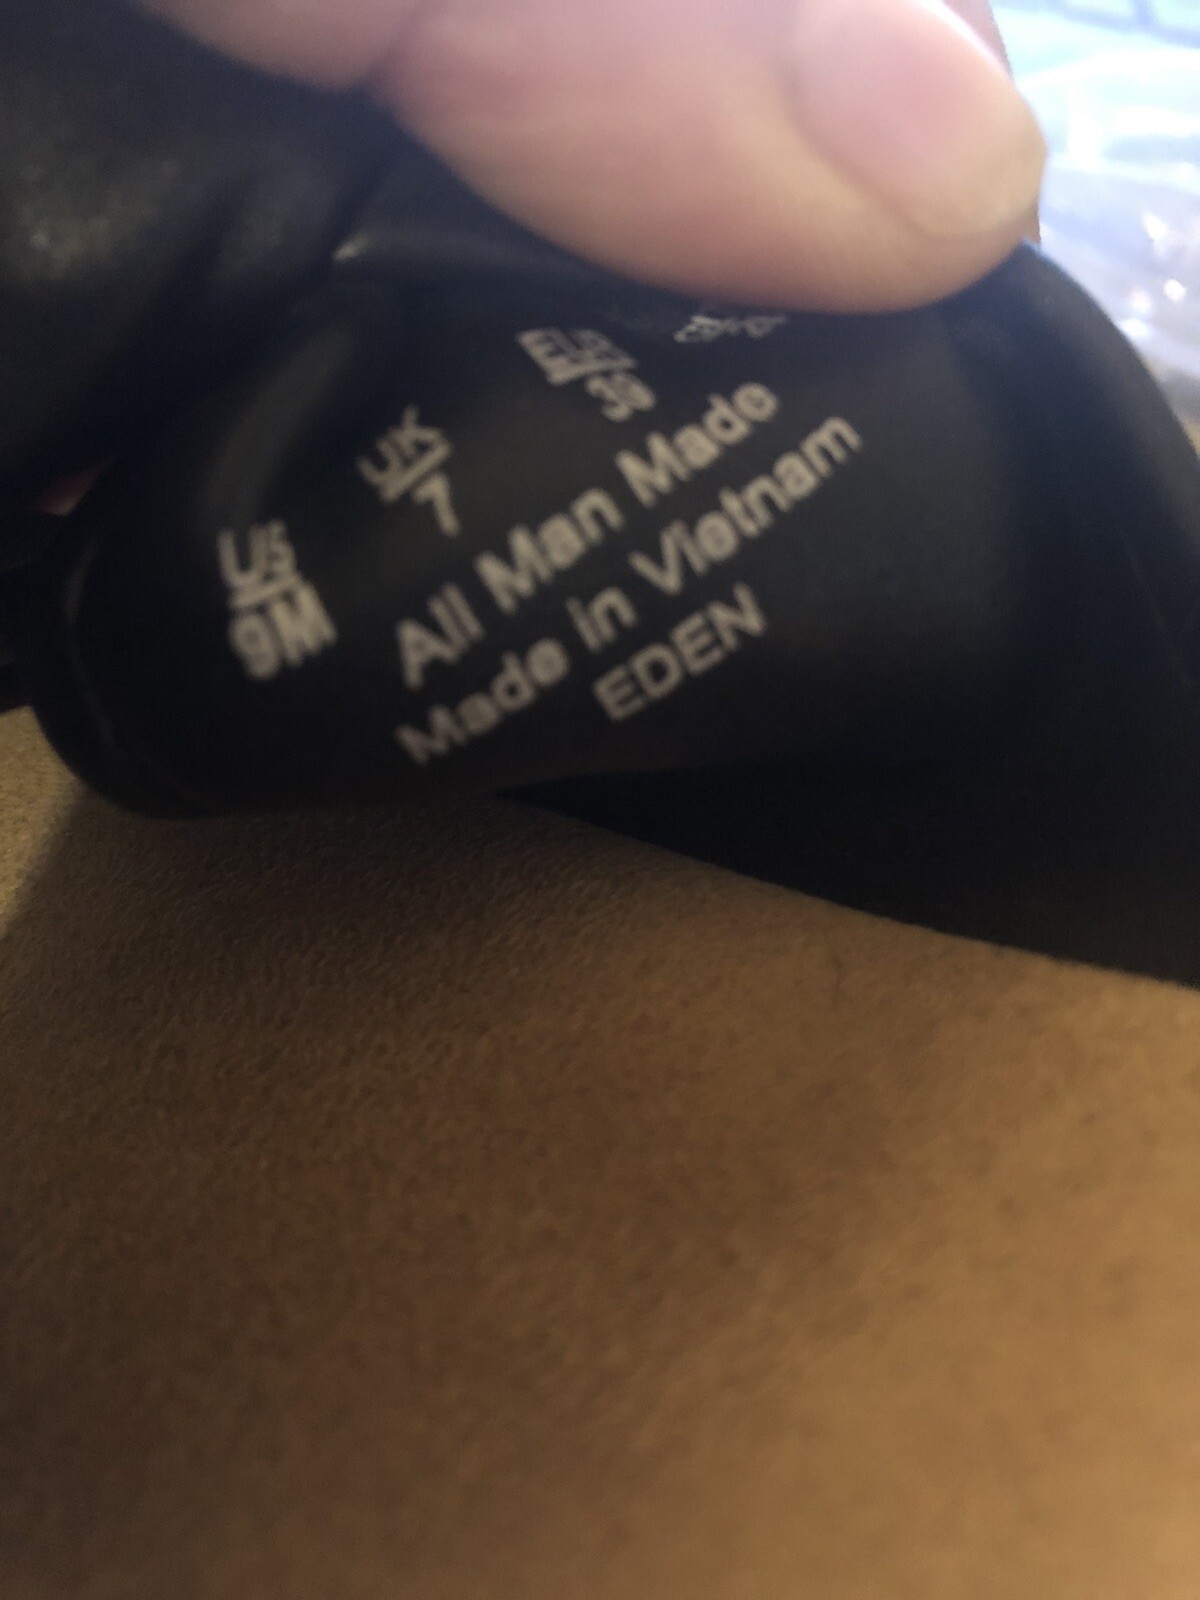 US UK EUR
9M 7 39
All Man Made
Made in Vietnam
EDEN